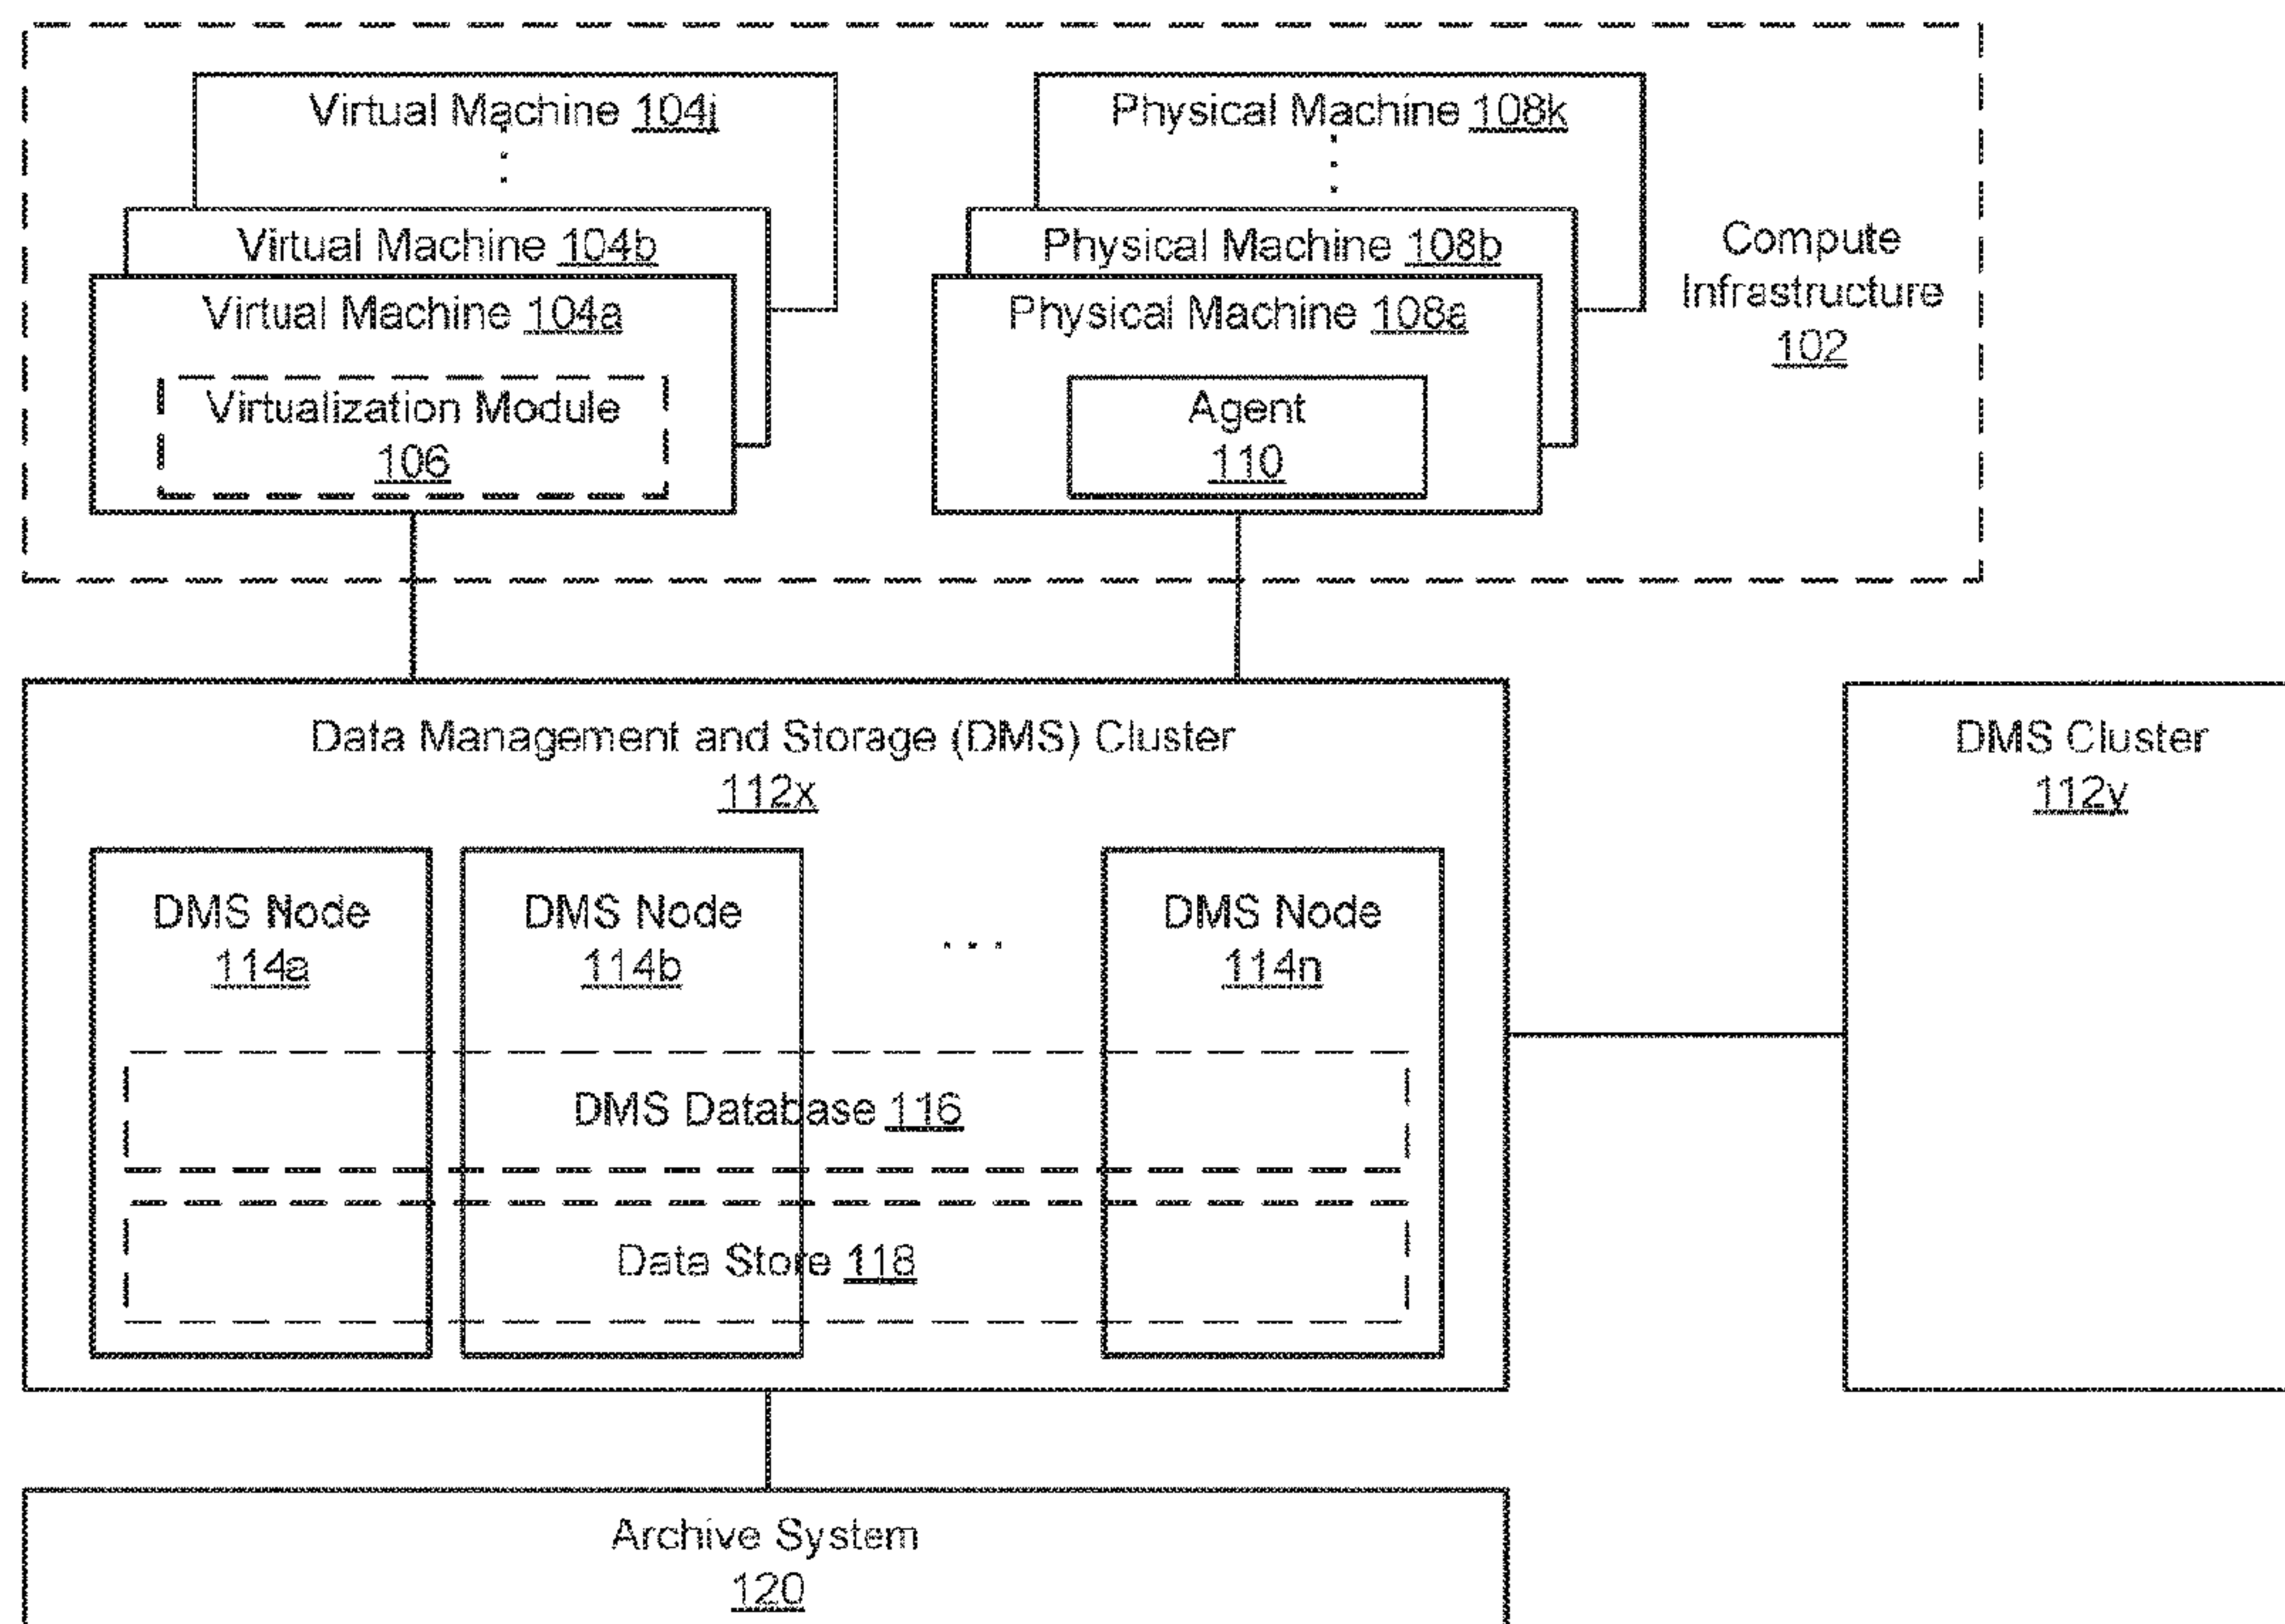 Virtual Machine 104j
Virtual Machine 104b
Virtual Machine 104a
Virtualization Module
106
Physical Machine 108k
Physical Machine 108b
Physical Machine 108a
Agent
110
Compute
Infrastructure
102
Data Management and Storage (DMS) Cluster
112x
DMS Node
114a
DMS Node
114b
...
DMS Node
114n
DMS Database 116
Data Store 118
DMS Cluster
112y
Archive System
120